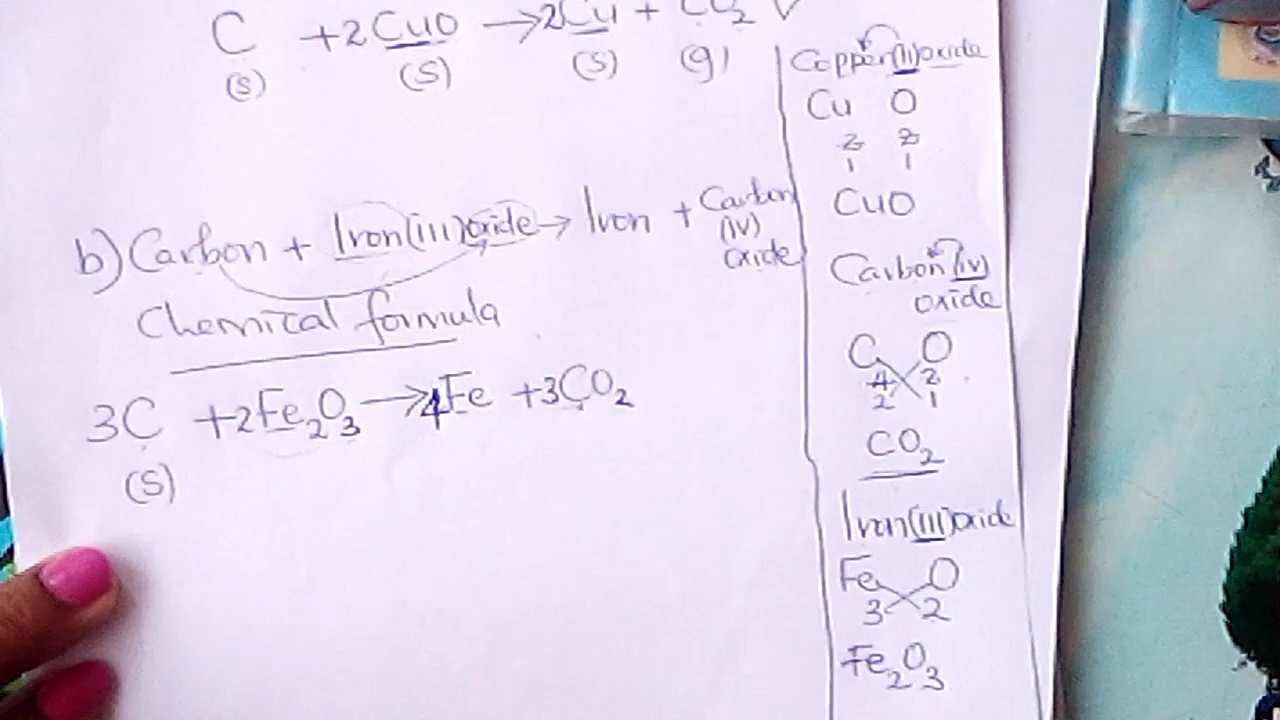 C + 2CuO → 2Cu + CO2 ✓
(s) (s) (s) (g)
b) Carbon + Iron(III)oxide → Iron + Carbon
(IV)
oxide
Chemical formula
3C + 2Fe2O3 → 4Fe + 3CO2
(s)
Copper(II)oxide
Cu O
2 2
1 1
CuO
Carbon(IV)
oxide
C O
4 2
2 1
CO2
Iron(III)oxide
Fe O
3 2
Fe2O3